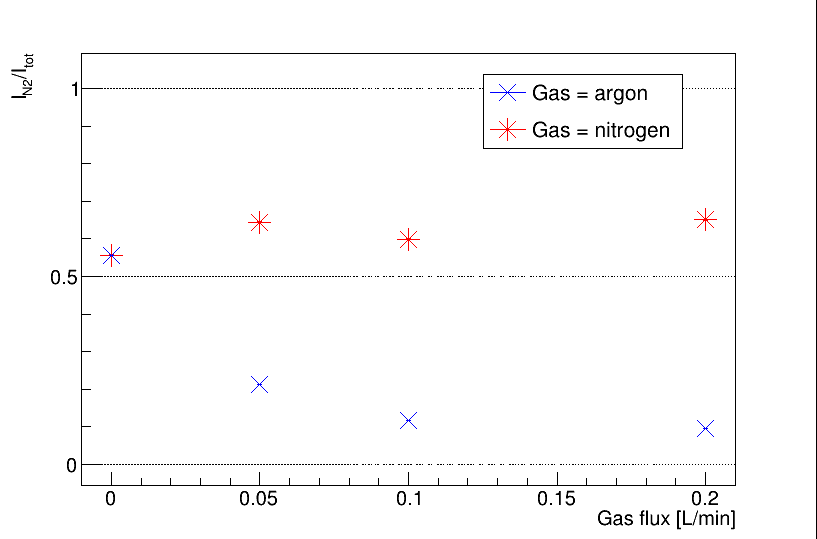 I_N2/I_tot
1
0.5
0
Gas = argon
Gas = nitrogen
0 0.05 0.1 0.15 0.2
Gas flux [L/min]